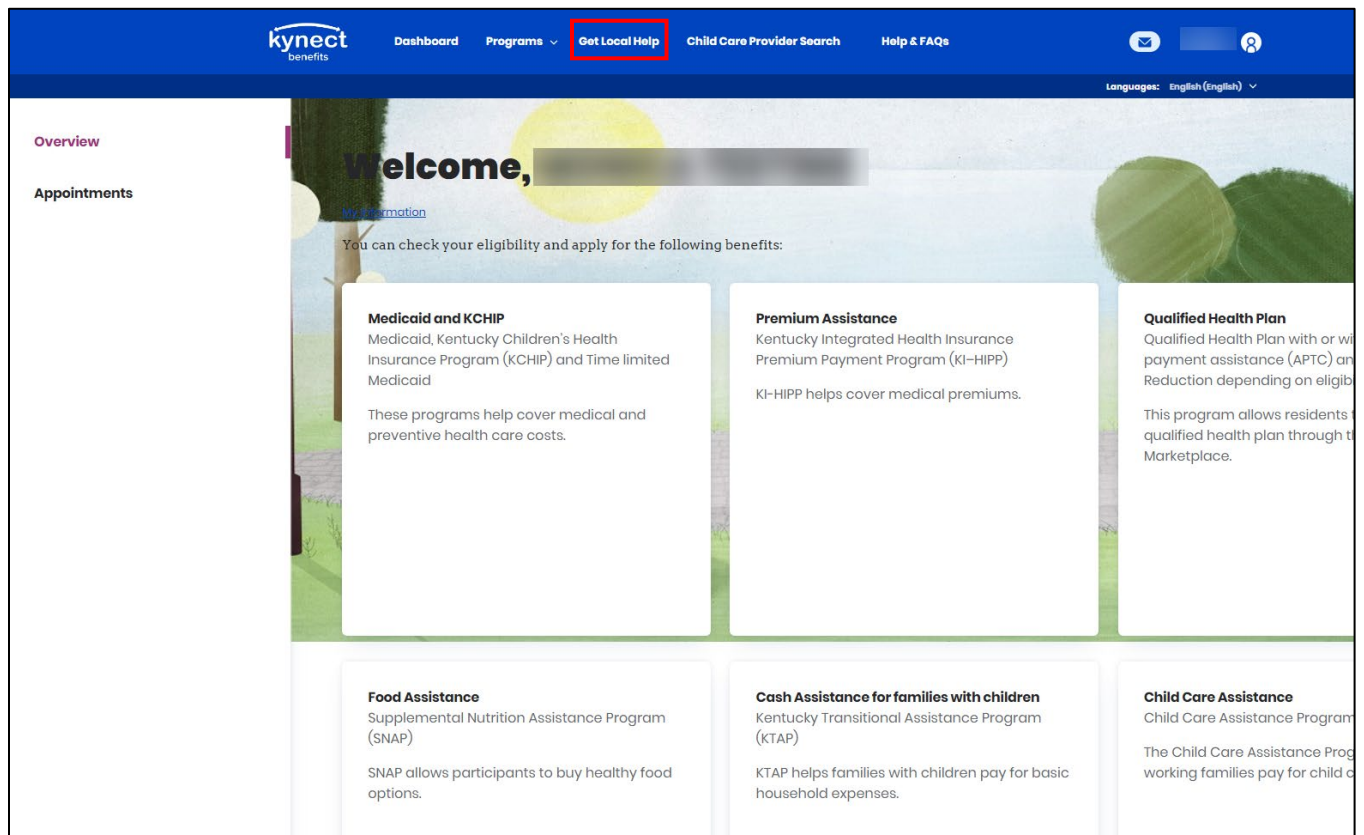 kynect
benefits
Dashboard
Programs
Get Local Help
Child Care Provider Search
Help & FAQs
Languages: English (English)
Overview
Appointments
Welcome,
My Information
You can check your eligibility and apply for the following benefits:
Medicaid and KCHIP
Medicaid, Kentucky Children's Health
Insurance Program (KCHIP) and Time limited
Medicaid
These programs help cover medical and
preventive health care costs.
Premium Assistance
Kentucky Integrated Health Insurance
Premium Payment Program (KI-HIPP)
KI-HIPP helps cover medical premiums.
Qualified Health Plan
Qualified Health Plan with or
payment assistance (APTC)
Reduction depending on
This program allows residents
qualified health plan through
Marketplace.
Food Assistance
Supplemental Nutrition Assistance Program
(SNAP)
SNAP allows participants to buy healthy food
options.
Cash Assistance for families with children
Kentucky Transitional Assistance Program
(KTAP)
KTAP helps families with children pay for basic
household expenses.
Child Care Assistance
Child Care Assistance Program
The Child Care Assistance
working families pay for child